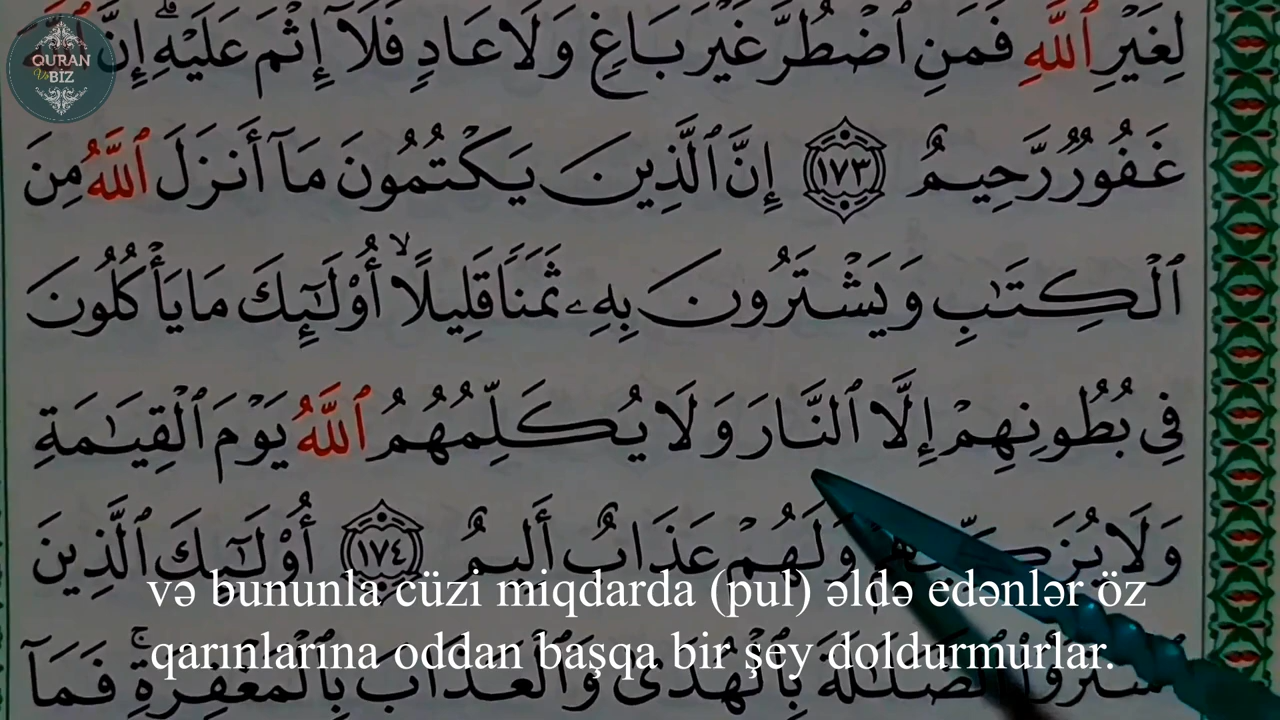 QURAN
Və
BİZ
لِغَيْرِ ٱللَّهِ فَمَنِ ٱضْطُرَّ غَيْرَ بَاغٍ وَلَا عَادٍ فَلَآ إِثْمَ عَلَيْهِ ۚ إِنَّ ٱللَّهَ
غَفُورٌ رَّحِيمٌ ١٧٣ إِنَّ ٱلَّذِينَ يَكْتُمُونَ مَآ أَنزَلَ ٱللَّهُ مِنَ
ٱلْكِتَٰبِ وَيَشْتَرُونَ بِهِۦ ثَمَنًا قَلِيلًا ۙ أُو۟لَٰٓئِكَ مَا يَأْكُلُونَ
فِى بُطُونِهِمْ إِلَّا ٱلنَّارَ وَلَا يُكَلِّمُهُمُ ٱللَّهُ يَوْمَ ٱلْقِيَٰمَةِ
وَلَا يُزَكِّيهِمْ وَلَهُمْ عَذَابٌ أَلِيمٌ ١٧٤ أُو۟لَٰٓئِكَ ٱلَّذِينَ
ٱشْتَرَوُا۟ ٱلضَّلَٰلَةَ بِٱلْهُدَىٰ وَٱلْعَذَابَ بِٱلْمَغْفِرَةِ ۚ فَمَآ
və bununla cüzi miqdarda (pul) əldə edənlər öz
qarınlarına oddan başqa bir şey doldurmurlar.